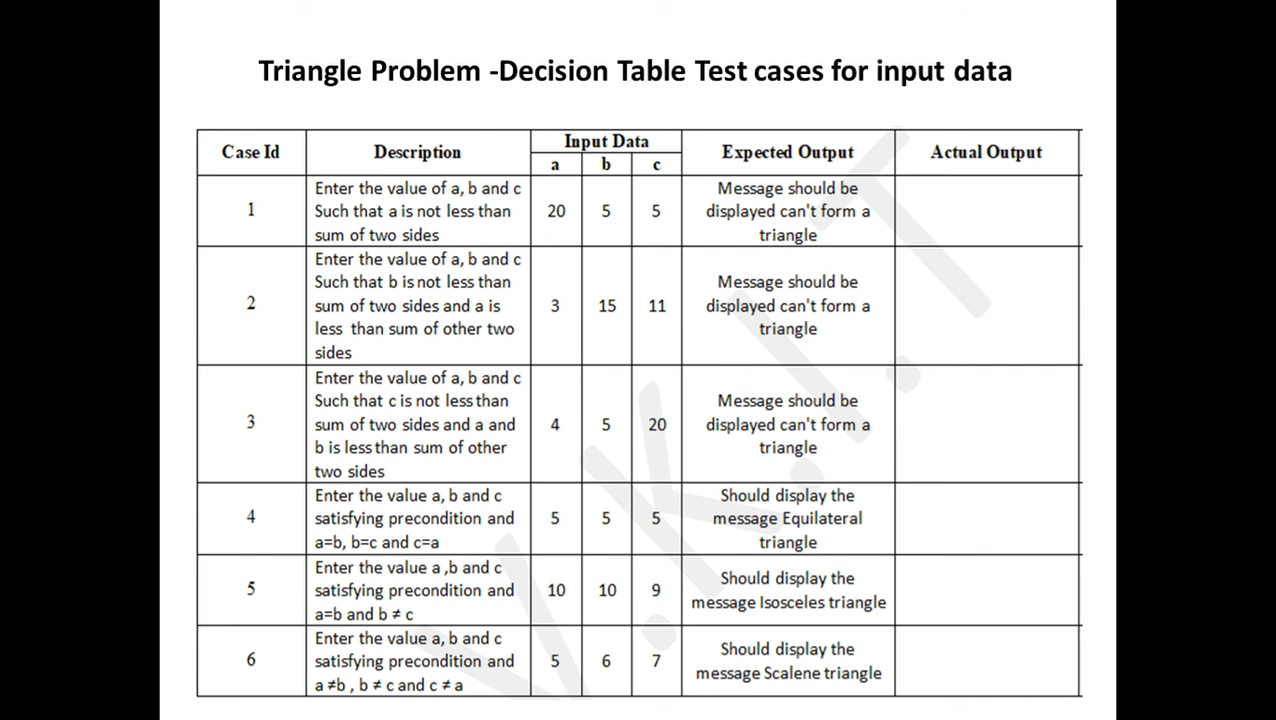 Triangle Problem -Decision Table Test cases for input data
Case Id
Description
Input Data
a b c
Expected Output
Actual Output
1
Enter the value of a, b and c
Such that a is not less than
sum of two sides
20 5 5
Message should be
displayed can't form a
triangle
2
Enter the value of a, b and c
Such that b is not less than
sum of two sides and a is
less than sum of other two
sides
3 15 11
Message should be
displayed can't form a
triangle
3
Enter the value of a, b and c
Such that c is not less than
sum of two sides and a and
b is less than sum of other
two sides
4 5 20
Message should be
displayed can't form a
triangle
4
Enter the value a, b and c
satisfying precondition and
a=b, b=c and c=a
5 5 5
Should display the
message Equilateral
triangle
5
Enter the value a ,b and c
satisfying precondition and
a=b and b ≠ c
10 10 9
Should display the
message Isosceles triangle
6
Enter the value a, b and c
satisfying precondition and
a ≠b , b ≠ c and c ≠ a
5 6 7
Should display the
message Scalene triangle
V.K.I.T